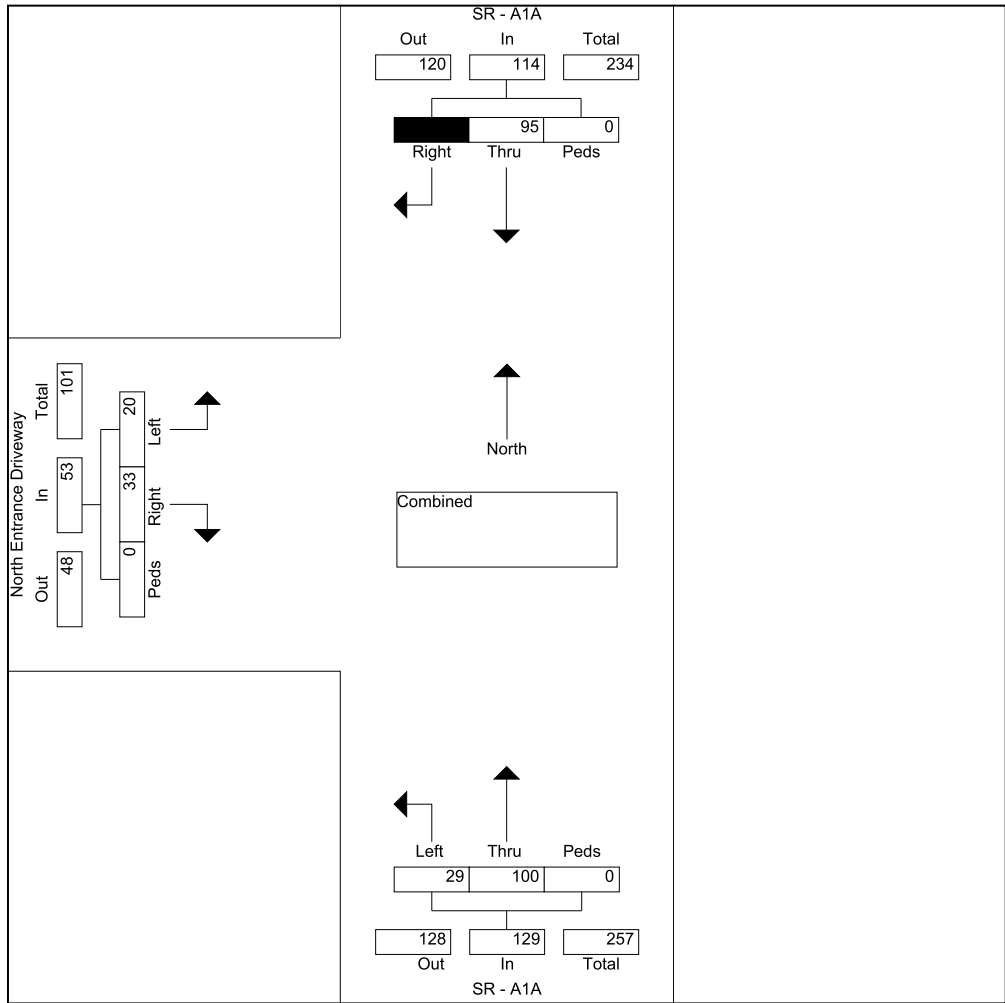 SR - A1A
Out In Total
120 114 234
95 0
Right Thru Peds
North Entrance Driveway
Out In Total
48 53 101
0 33 20
Peds Right Left
North
Combined
Left Thru Peds
29 100 0
128 129 257
Out In Total
SR - A1A